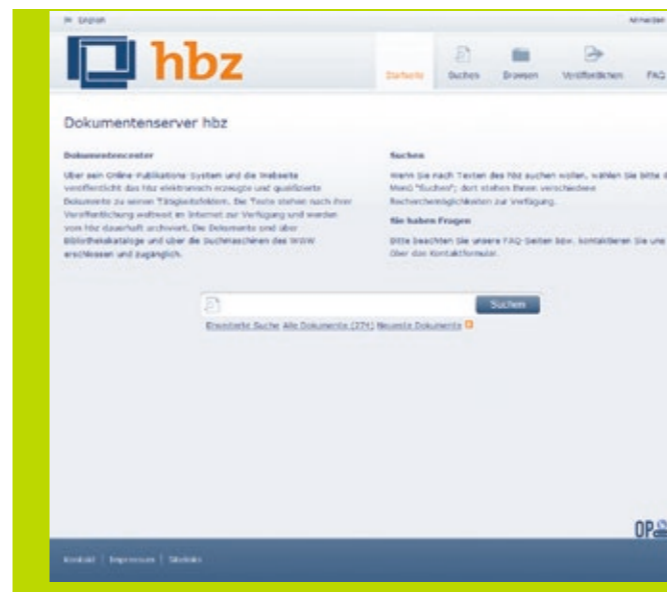 English
Anmelden
hbz
Startseite Suchen Browsen Veröffentlichen FAQ
Dokumentenserver hbz
Dokumentencenter
Über sein Online-Publikations-System und die Webseite
veröffentlicht das hbz elektronisch erzeugte und qualifizierte
Dokumente zu seinen Tätigkeitsfeldern. Die Texte stehen nach ihrer
Veröffentlichung weltweit im Internet zur Verfügung und werden
vom hbz dauerhaft archiviert. Die Dokumente sind über
Bibliothekskataloge und über die Suchmaschinen des WWW
erschlossen und zugänglich.
Suchen
Wenn Sie nach Texten des hbz suchen wollen, wählen Sie bitte d
Menü "Suchen"; dort stehen Ihnen verschiedene
Recherchemöglichkeiten zur Verfügung.
Sie haben Fragen
Bitte beachten Sie unsere FAQ-Seiten bzw. kontaktieren Sie uns
über das Kontaktformular.
Suchen
Erweiterte Suche Alle Dokumente (274) Neueste Dokumente
OP
Kontakt | Impressum | Sitelinks